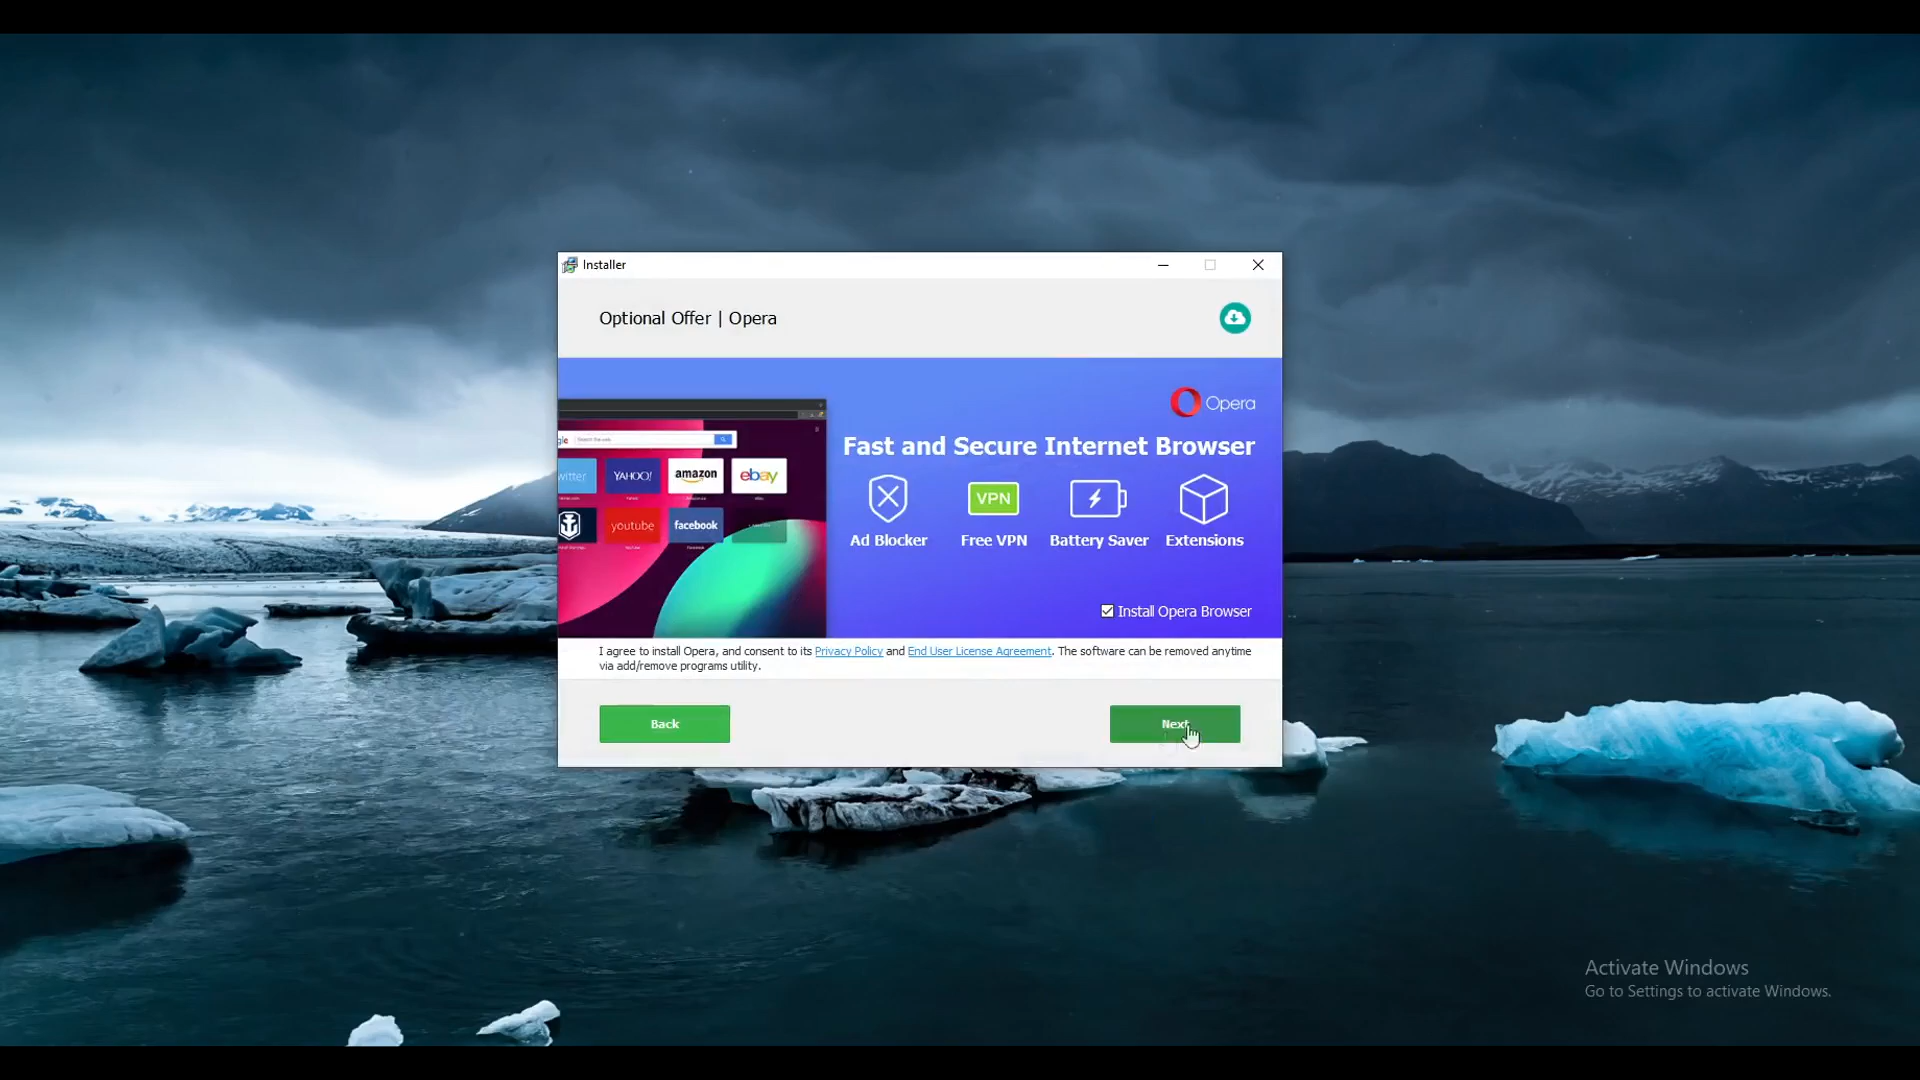 Installer
Optional Offer | Opera
Opera
Fast and Secure Internet Browser
YAHOO!
amazon
ebay
youtube
facebook
VPN
Ad Blocker
Free VPN
Battery Saver
Extensions
Install Opera Browser
I agree to install Opera, and consent to its Privacy Policy and End User License Agreement. The software can be removed anytime
via add/remove programs utility.
Back
Next
Activate Windows
Go to Settings to activate Windows.